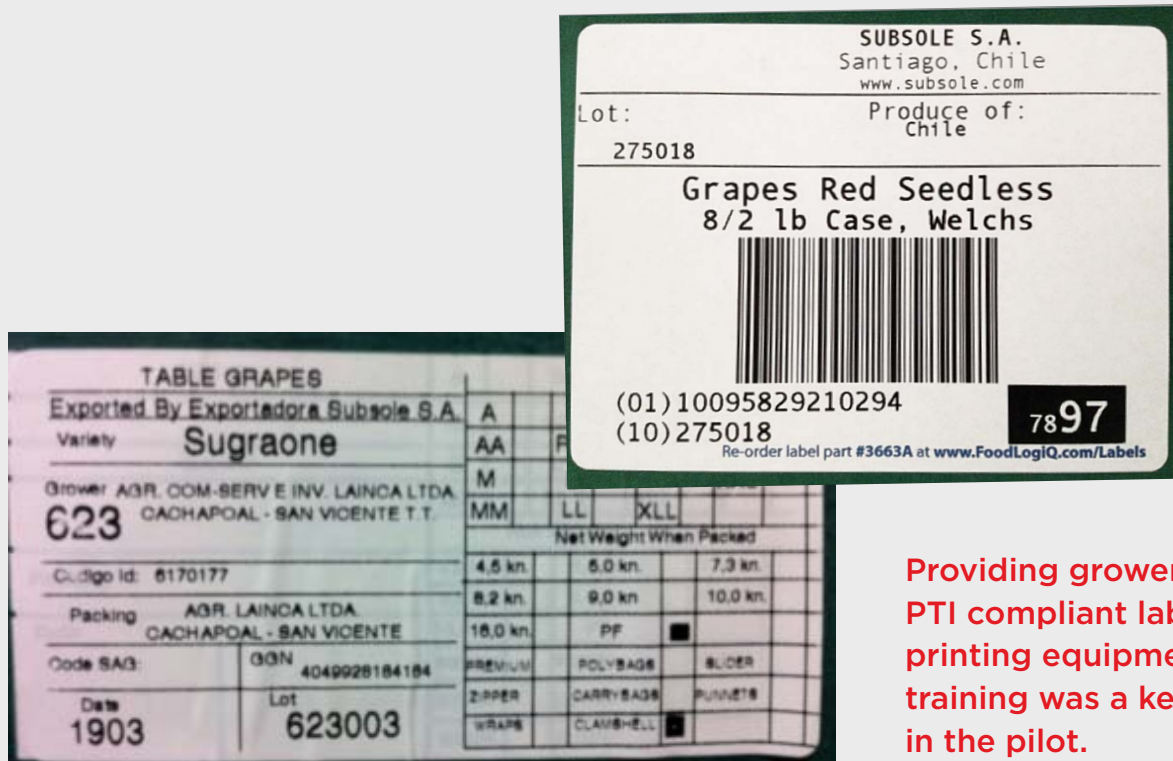 SUBSOLE S.A.
Santiago, Chile
www.subsole.com
Lot:
Produce of:
Chile
275018
Grapes Red Seedless
8/2 lb Case, Welchs
(01)10095829210294
(10)275018
7897
Re-order label part #3663A at www.FoodLogiQ.com/Labels
TABLE GRAPES
Exported By Exportadora Subsole S.A.
Variety Sugraone
Grower AGR. COM-SERV E INV. LAINCA LTDA.
623 CACHAPOAL - SAN VICENTE T.T.
Codigo Id: 6170177
Packing AGR. LAINCA LTDA.
CACHAPOAL - SAN VICENTE
Code SAG:
GGN
4049928184184
Date
1903
Lot
623003
A
AA
M
MM LL XLL
Net Weight When Packed
4,5 kn. 5,0 kn. 7,3 kn.
8,2 kn. 9,0 kn 10,0 kn.
16,0 kn. PF
PREMIUM POLYBAGS SLIDER
ZIPPER CARRYBAGS PUNNETS
WRAPS CLAMSHELL
Providing grower
PTI compliant lab
printing equipme
training was a ke
in the pilot.